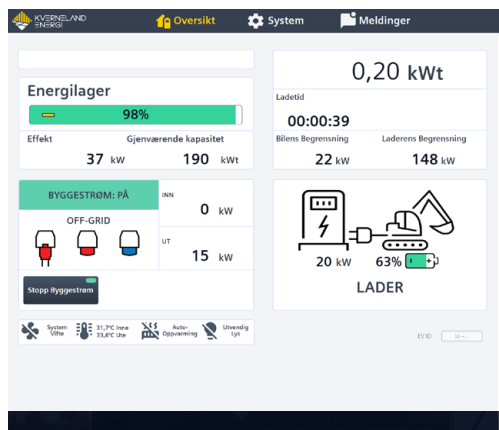 KVERNELAND
ENERGI
Oversikt
System
Meldinger
Energilager
98%
Effekt
Gjenværende kapasitet
37 kW
190 kWt
0,20 kWt
Ladetid
00:00:39
Bilens Begrensning
Laderens Begrensning
22 kW
148 kW
BYGGESTRØM: PÅ
OFF-GRID
Stopp Byggestrøm
INN
0 kW
UT
15 kW
20 kW
63%
LADER
System
Vifte
31,7°C Inne
33,6°C Ute
Auto-
Oppvarming
Utvendig
Lys
EV ID